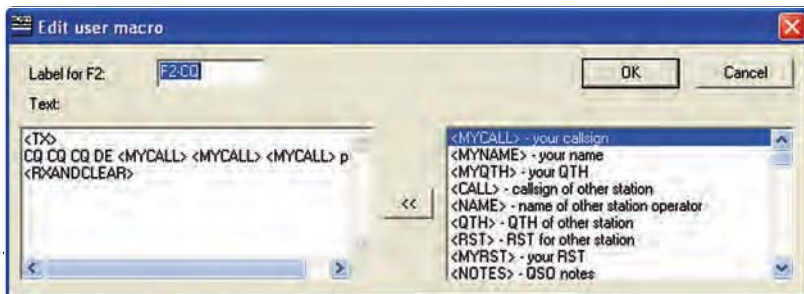 Edit user macro
Label for F2:
F2-CQ
OK
Cancel
Text:
<TX>
CQ CQ CQ DE <MYCALL> <MYCALL> <MYCALL> p
<RXANDCLEAR>
<<
<MYCALL> - your callsign
<MYNAME> - your name
<MYQTH> - your QTH
<CALL> - callsign of other station
<NAME> - name of other station operator
<QTH> - QTH of other station
<RST> - RST for other station
<MYRST> - your RST
<NOTES> - QSO notes